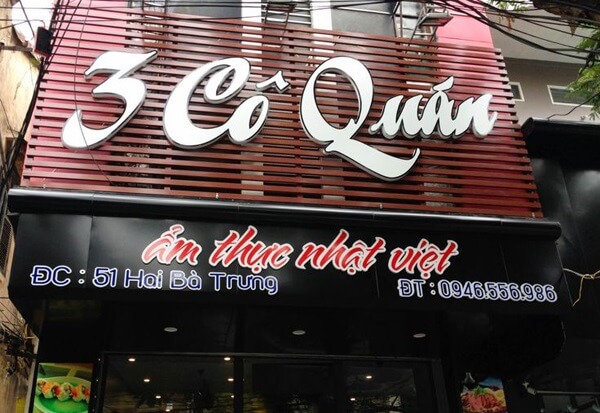 3 Cô Quán
ẩm thực nhật việt
ĐC : 51 Hai Bà Trưng
ĐT : 0946.556.986